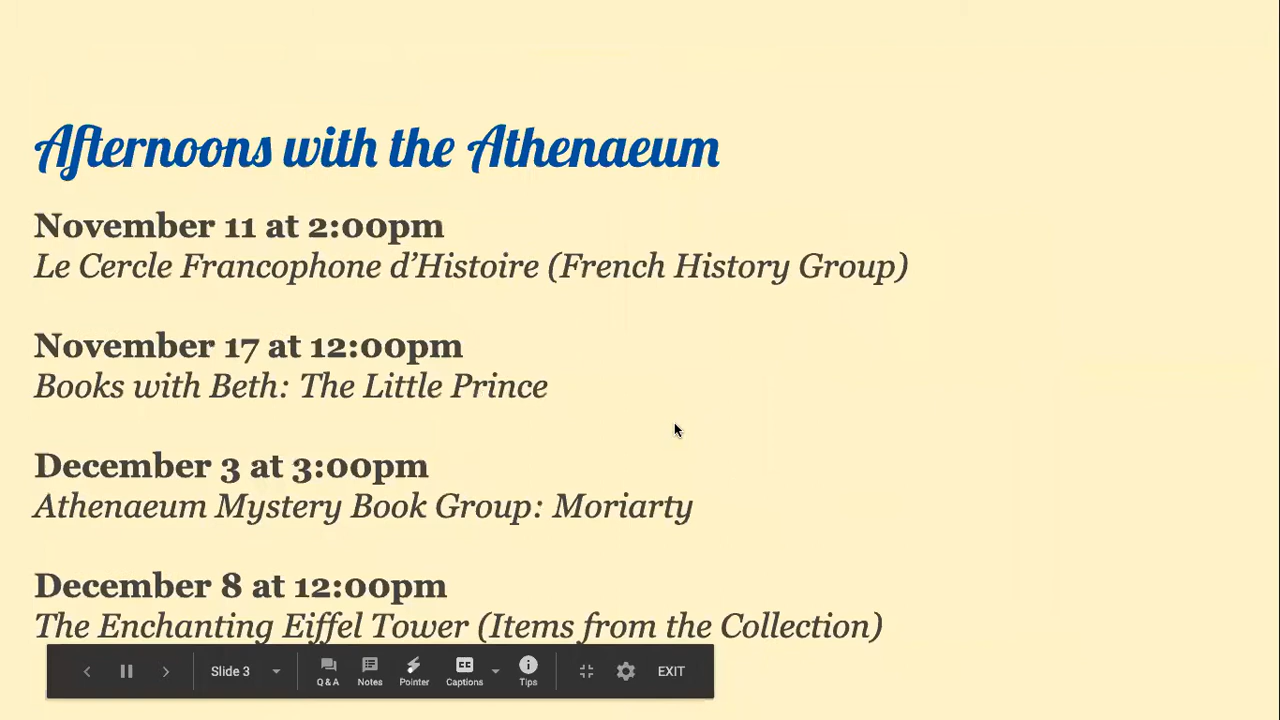 Afternoons with the Athenaeum
November 11 at 2:00pm
Le Cercle Francophone d’Histoire (French History Group)
November 17 at 12:00pm
Books with Beth: The Little Prince
December 3 at 3:00pm
Athenaeum Mystery Book Group: Moriarty
December 8 at 12:00pm
The Enchanting Eiffel Tower (Items from the Collection)
Slide 3
Q & A
Notes
Pointer
CC
Captions
Tips
EXIT